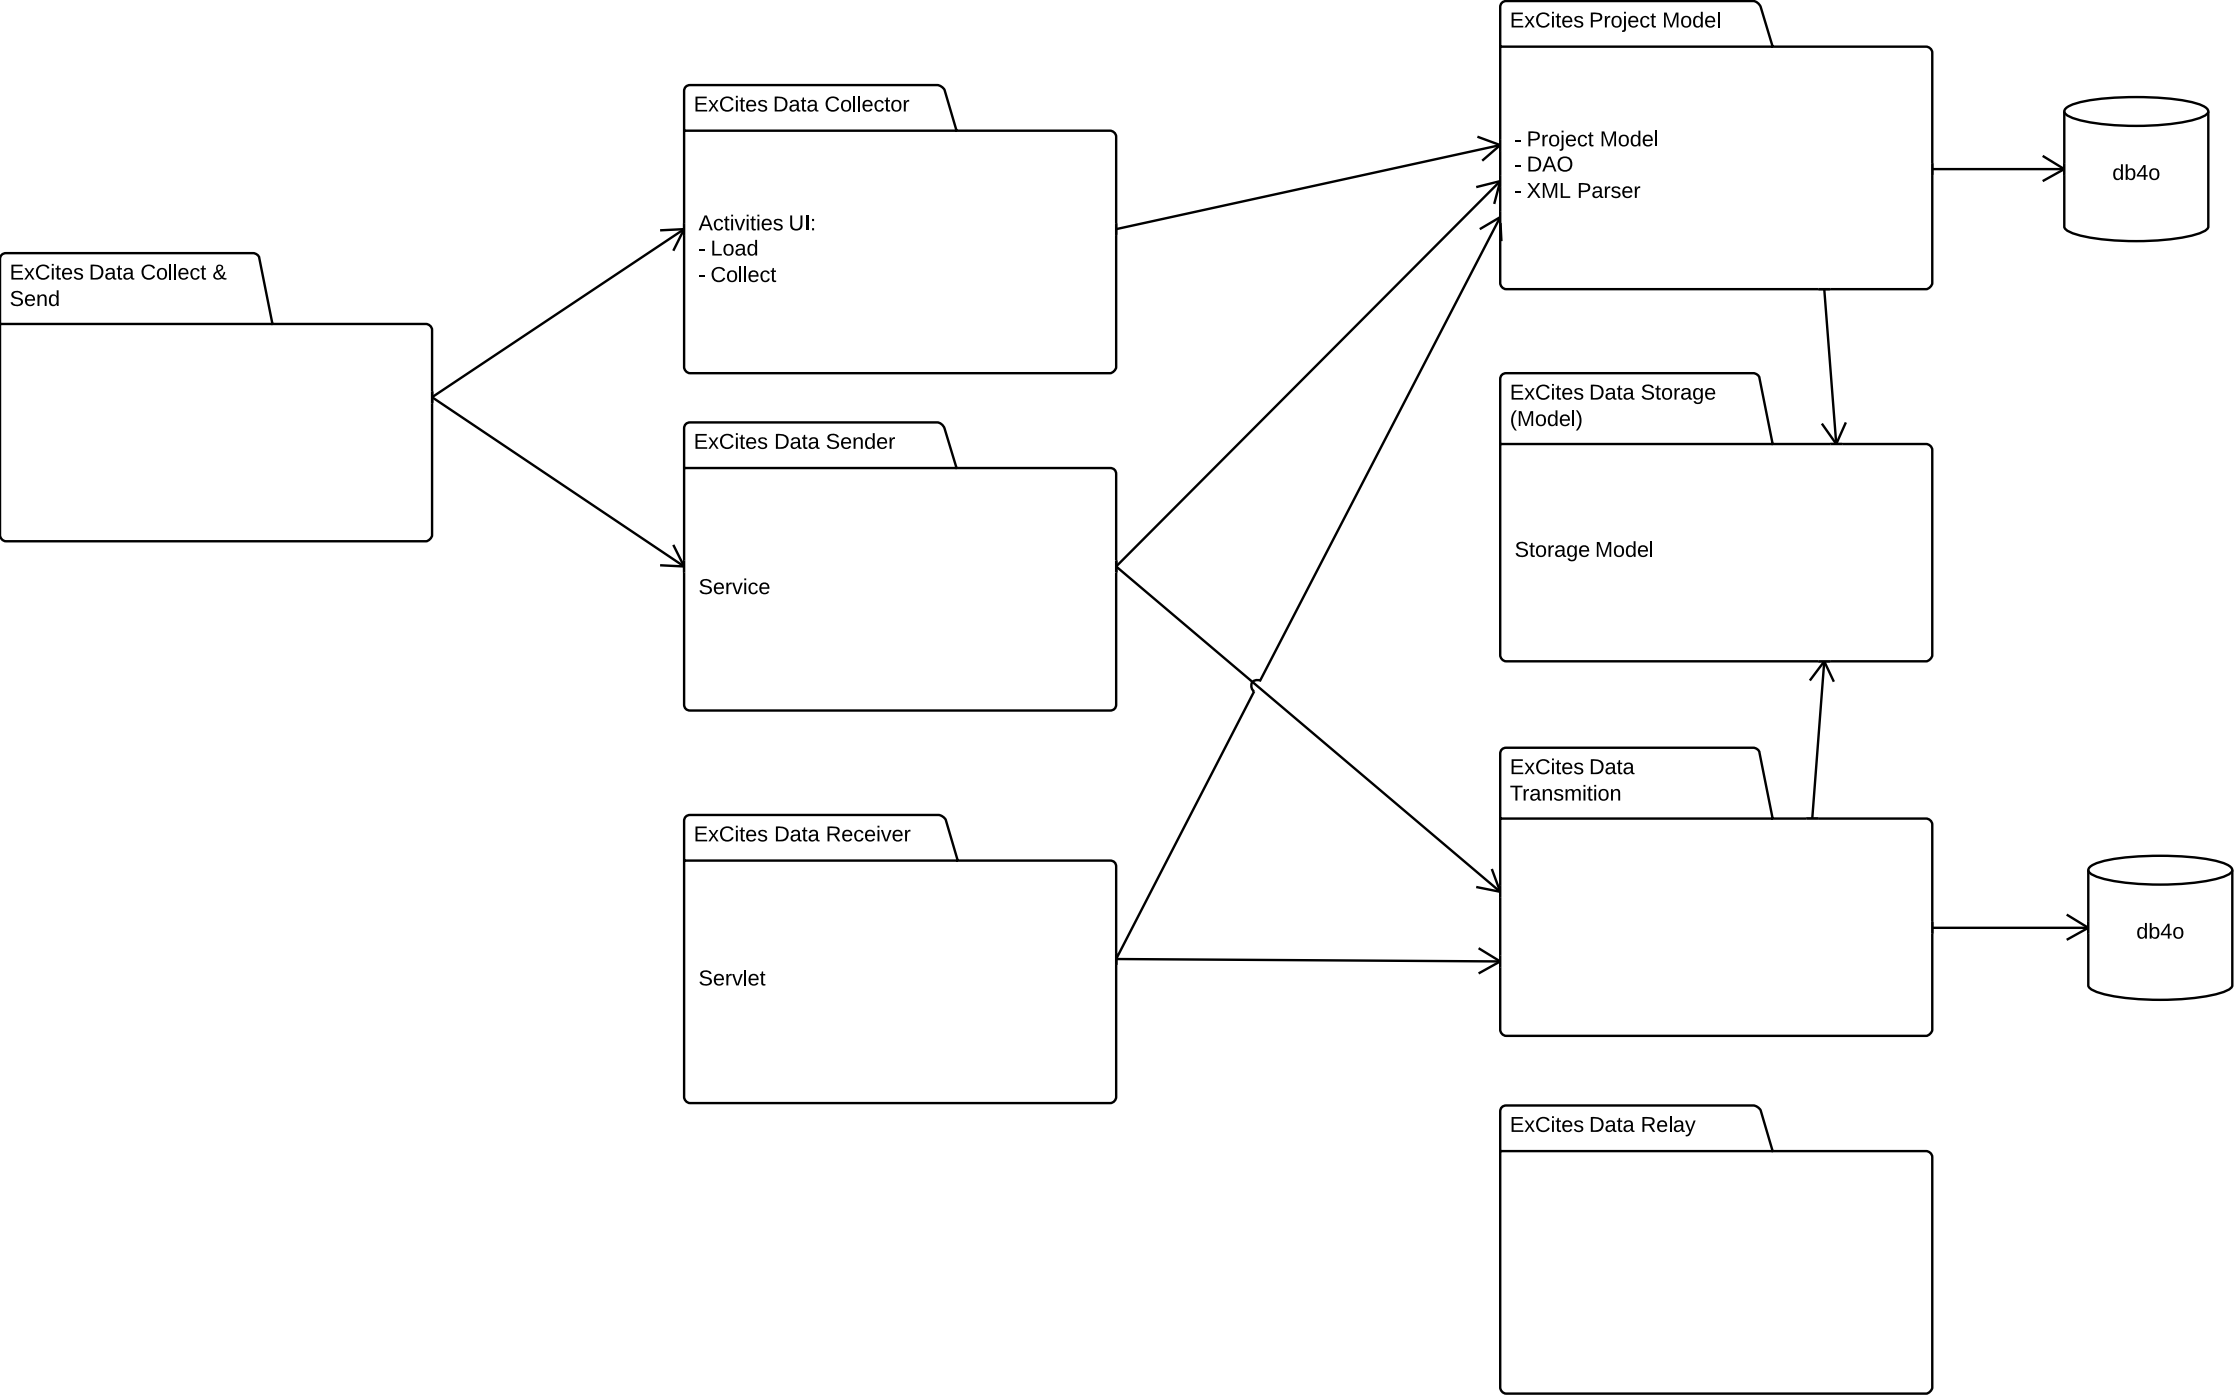 ExCites Data Collect &
Send
ExCites Data Collector
Activities UI:
- Load
- Collect
ExCites Data Sender
Service
ExCites Data Receiver
Servlet
ExCites Project Model
- Project Model
- DAO
- XML Parser
db4o
ExCites Data Storage
(Model)
Storage Model
ExCites Data
Transmition
db4o
ExCites Data Relay